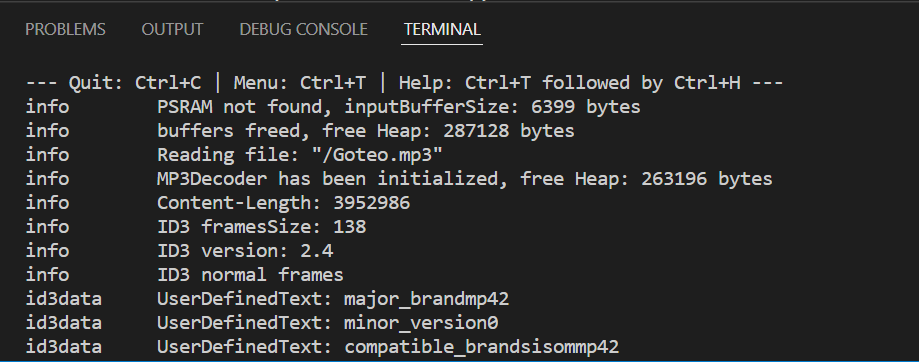 PROBLEMS OUTPUT DEBUG CONSOLE TERMINAL
--- Quit: Ctrl+C | Menu: Ctrl+T | Help: Ctrl+T followed by Ctrl+H ---
info PSRAM not found, inputBufferSize: 6399 bytes
info buffers freed, free Heap: 287128 bytes
info Reading file: "/Goteo.mp3"
info MP3Decoder has been initialized, free Heap: 263196 bytes
info Content-Length: 3952986
info ID3 framesSize: 138
info ID3 version: 2.4
info ID3 normal frames
id3data UserDefinedText: major_brandmp42
id3data UserDefinedText: minor_version0
id3data UserDefinedText: compatible_brandsisommp42